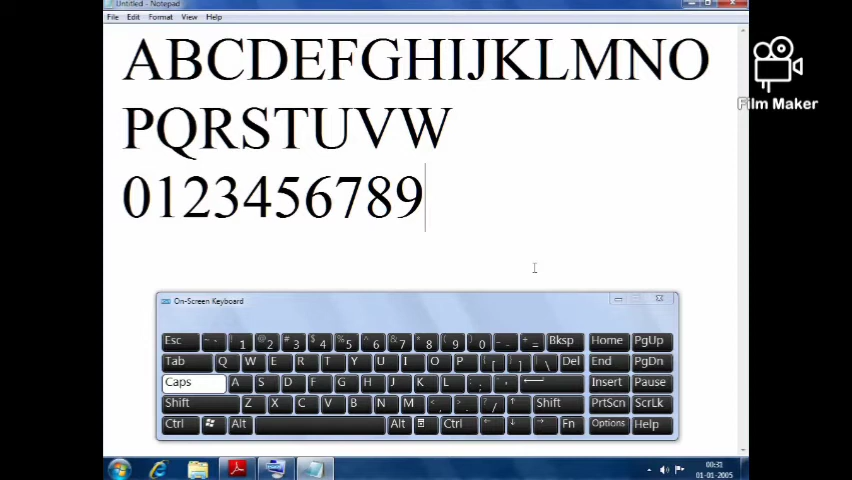 Untitled - Notepad
File Edit Format View Help
ABCDEFGHIJKLMNO
PQRSTUVW
0123456789
Film Maker
On-Screen Keyboard
Esc ~ ` ! 1 @ 2 # 3 $ 4 % 5 ^ 6 & 7 * 8 ( 9 ) 0 _ - + = Bksp Home PgUp
Tab Q W E R T Y U I O P { [ } ] | \ Del End PgDn
Caps A S D F G H J K L : ; " ' Insert Pause
Shift Z X C V B N M < , > . ? / ↑ Shift PrtScn ScrLk
Ctrl Alt Alt Ctrl ← ↓ → Fn Options Help
00:31
01-01-2005